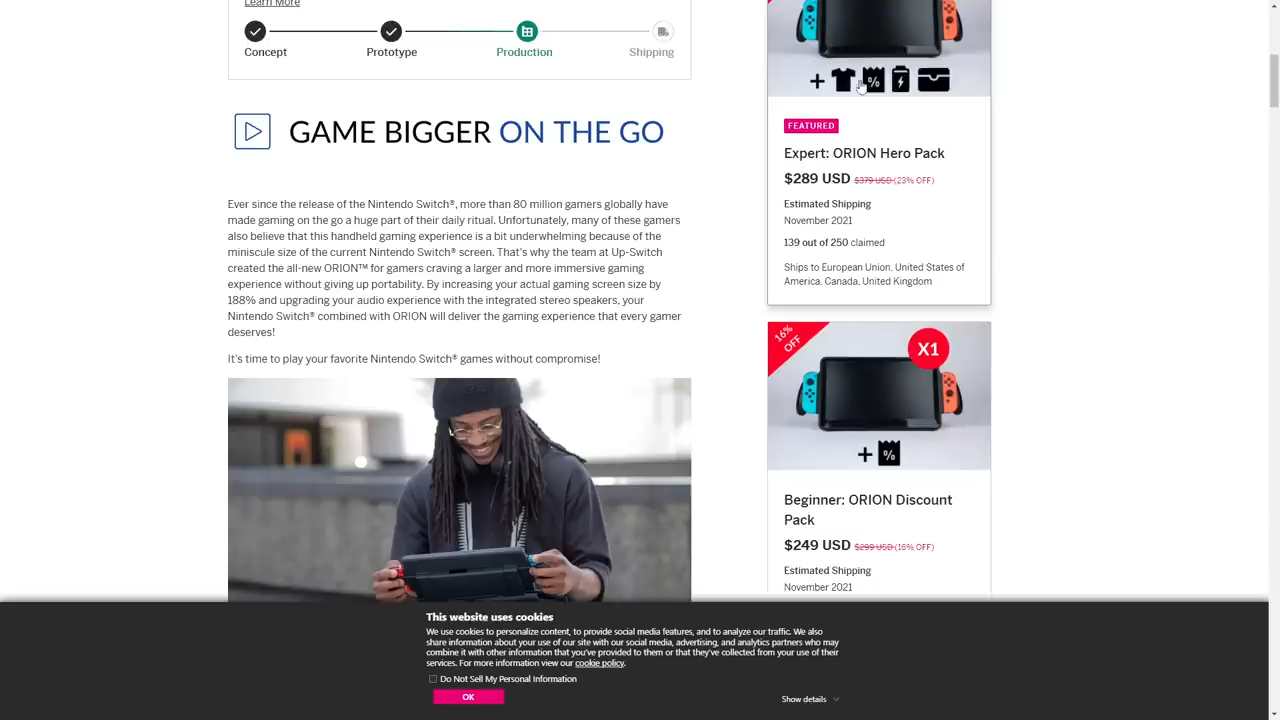 Learn More
Concept
Prototype
Production
Shipping
GAME BIGGER ON THE GO
Ever since the release of the Nintendo Switch®, more than 80 million gamers globally have
made gaming on the go a huge part of their daily ritual. Unfortunately, many of these gamers
also believe that this handheld gaming experience is a bit underwhelming because of the
miniscule size of the current Nintendo Switch® screen. That's why the team at Up-Switch
created the all-new ORION™ for gamers craving a larger and more immersive gaming
experience without giving up portability. By increasing your actual gaming screen size by
188% and upgrading your audio experience with the integrated stereo speakers, your
Nintendo Switch® combined with ORION will deliver the gaming experience that every gamer
deserves!
It's time to play your favorite Nintendo Switch® games without compromise!
+ %
FEATURED
Expert: ORION Hero Pack
$289 USD $379 USD (23% OFF)
Estimated Shipping
November 2021
139 out of 250 claimed
Ships to European Union, United States of
America, Canada, United Kingdom
16%
OFF
X1
+ %
Beginner: ORION Discount
Pack
$249 USD $299 USD (16% OFF)
Estimated Shipping
November 2021
This website uses cookies
We use cookies to personalize content, to provide social media features, and to analyze our traffic. We also
share information about your use of our site with our social media, advertising, and analytics partners who may
combine it with other information that you've provided to them or that they've collected from your use of their
services. For more information view our cookie policy.
Do Not Sell My Personal Information
OK
Show details